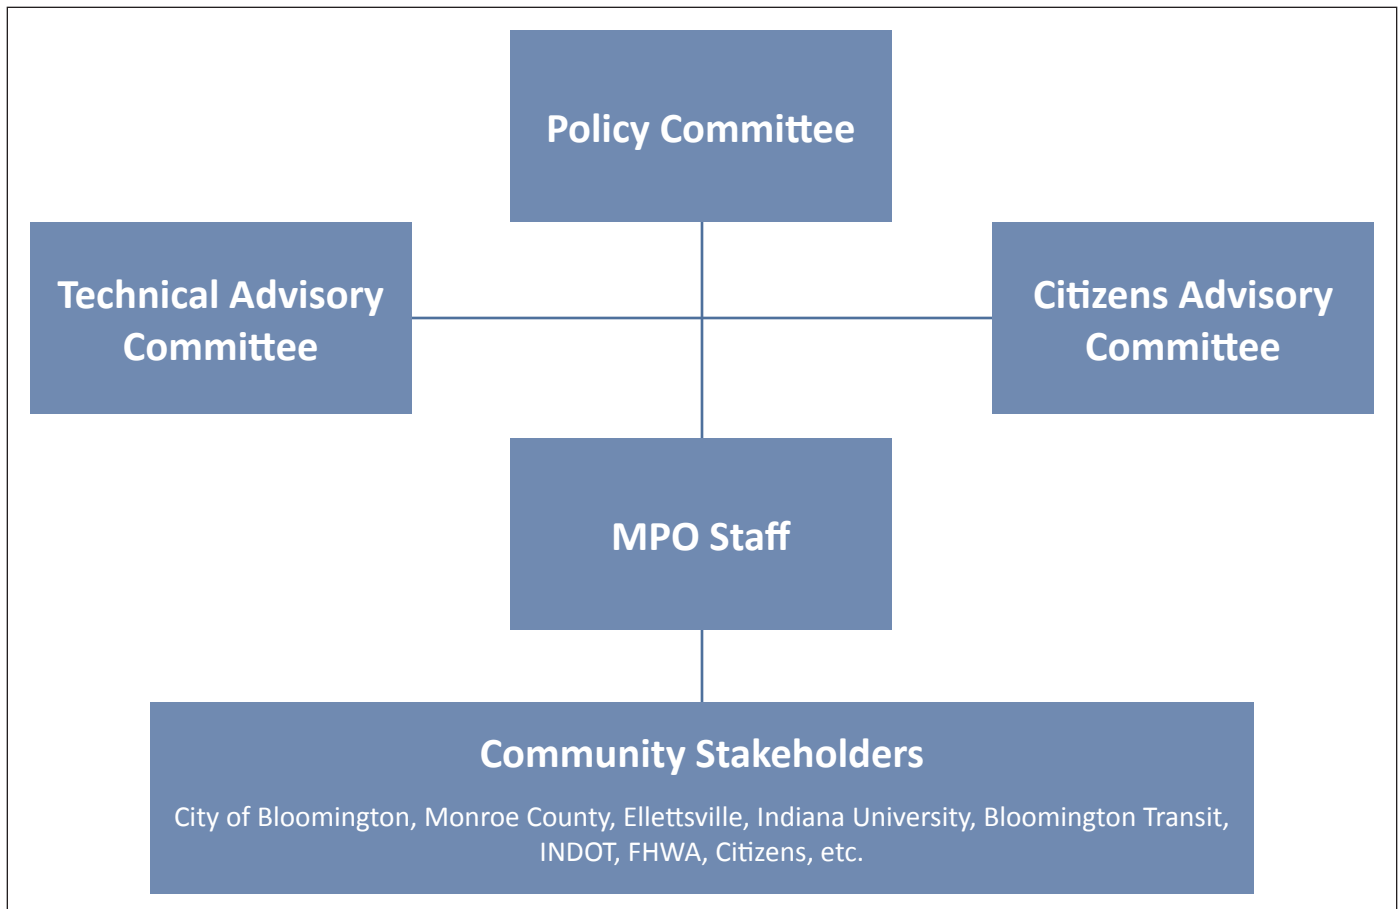 Policy Committee
Technical Advisory
Committee
Citizens Advisory
Committee
MPO Staff
Community Stakeholders
City of Bloomington, Monroe County, Ellettsville, Indiana University, Bloomington Transit,
INDOT, FHWA, Citizens, etc.